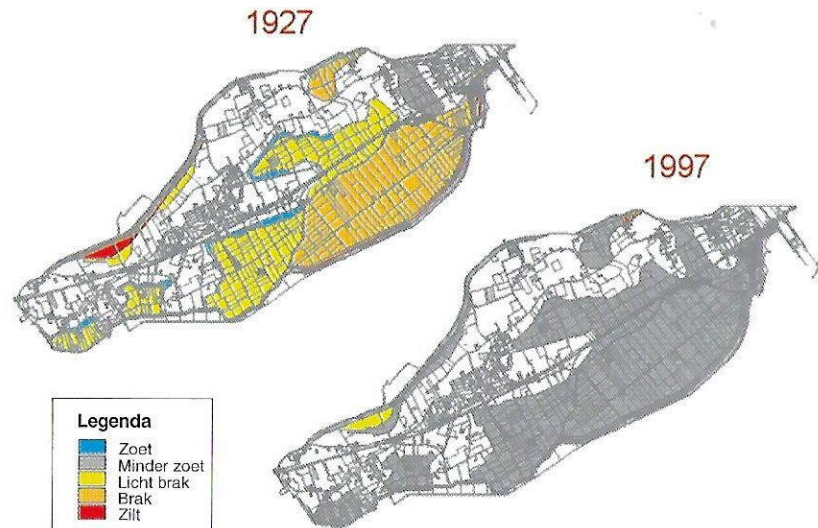 1927
1997
Legenda
Zoet
Minder zoet
Licht brak
Brak
Zilt